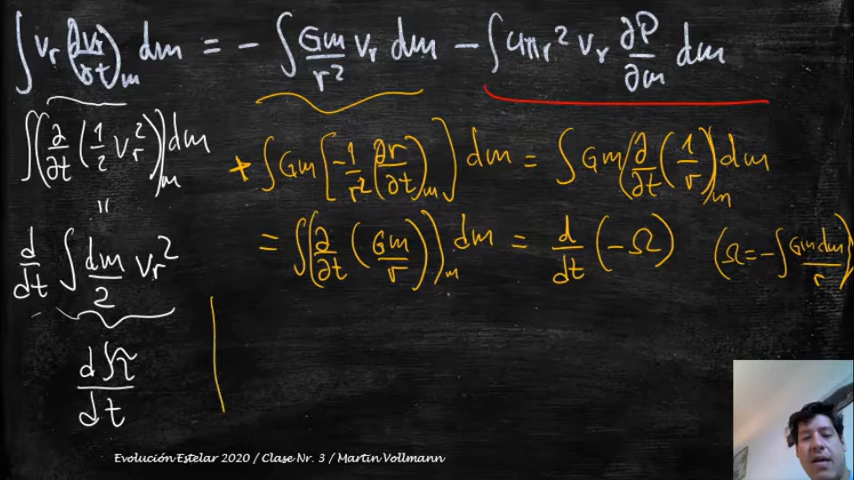 ∫ v_r (∂v_r/∂t)_m dm = − ∫ Gm/r² v_r dm − ∫ 4πr² v_r ∂P/∂m dm
∫ (∂/∂t (1/2 v_r²))_m dm
+ ∫ Gm [−1/r² (∂r/∂t)_m] dm = ∫ Gm (∂/∂t (1/r))_m dm
"
d/dt ∫ dm/2 v_r²
= ∫ (∂/∂t (Gm/r))_m dm = d/dt (−Ω) (Ω = − ∫ Gm dm/r)
d𝒯/dt
Evolución Estelar 2020 / Clase Nr. 3 / Martin Vollmann